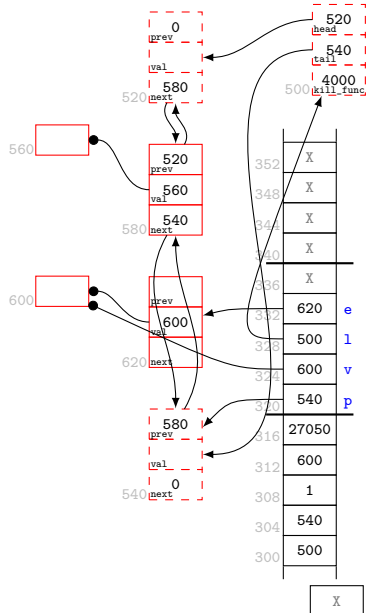 0
prev
val
580
next
520
520
head
540
tail
4000
kill_func
500
560
520
prev
560
val
540
next
580
600
prev
600
val
next
620
580
prev
val
0
next
540
X
352
X
348
X
344
X
340
X
336
620
332
e
500
328
l
600
324
v
540
320
p
27050
316
600
312
1
308
540
304
500
300
X